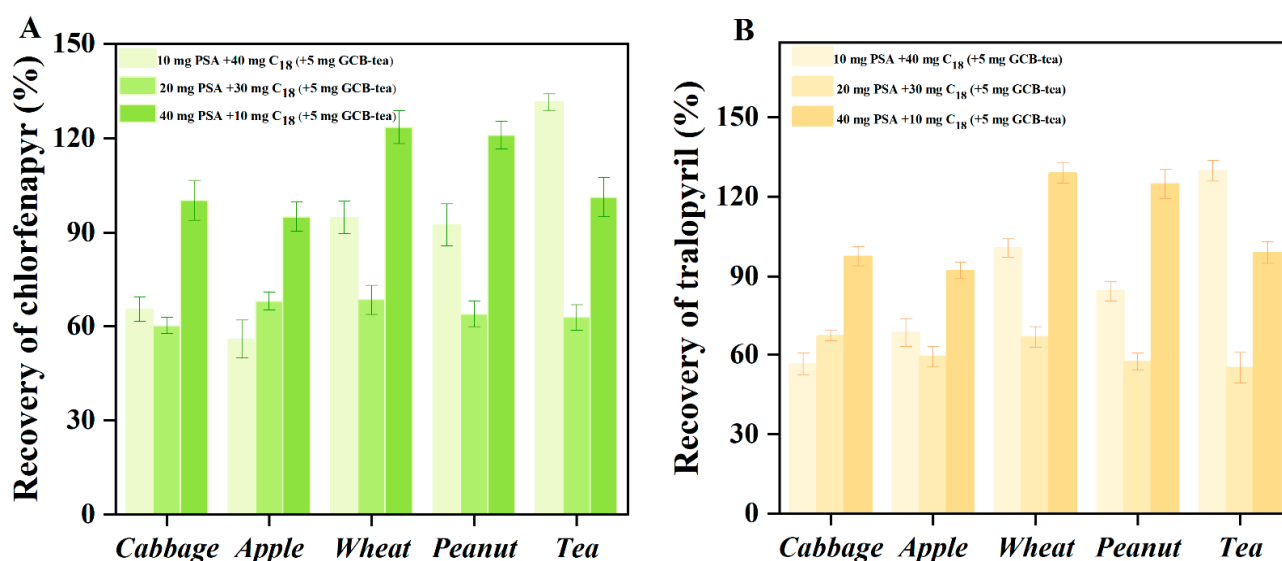 A
Recovery of chlorfenapyr (%)
150
120
90
60
30
0
10 mg PSA +40 mg C18 (+5 mg GCB-tea)
20 mg PSA +30 mg C18 (+5 mg GCB-tea)
40 mg PSA +10 mg C18 (+5 mg GCB-tea)
Cabbage Apple Wheat Peanut Tea
B
Recovery of tralopyril (%)
150
120
90
60
30
0
10 mg PSA +40 mg C18 (+5 mg GCB-tea)
20 mg PSA +30 mg C18 (+5 mg GCB-tea)
40 mg PSA +10 mg C18 (+5 mg GCB-tea)
Cabbage Apple Wheat Peanut Tea